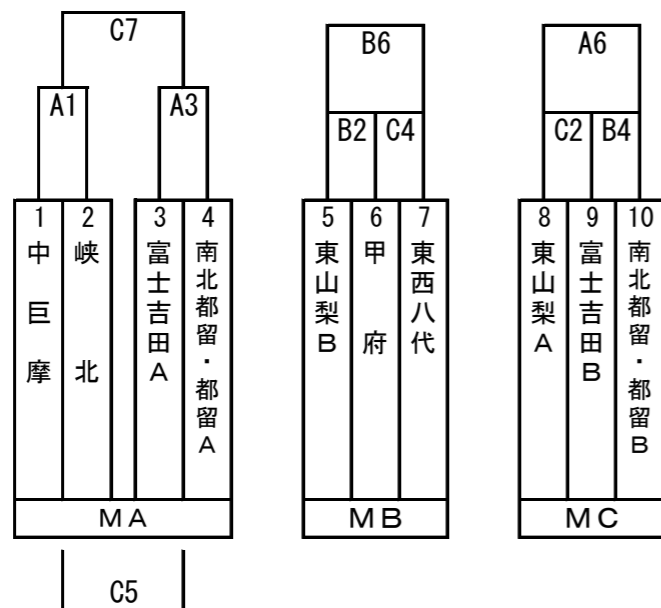 C7
B6
A6
A1
A3
B2
C4
C2
B4
1
2
3
4
5
6
7
8
9
10
中巨摩
峡北
富士吉田A
南北都留・都留A
東山梨B
甲府
東西八代
東山梨A
富士吉田B
南北都留・都留B
MA
MB
MC
C5